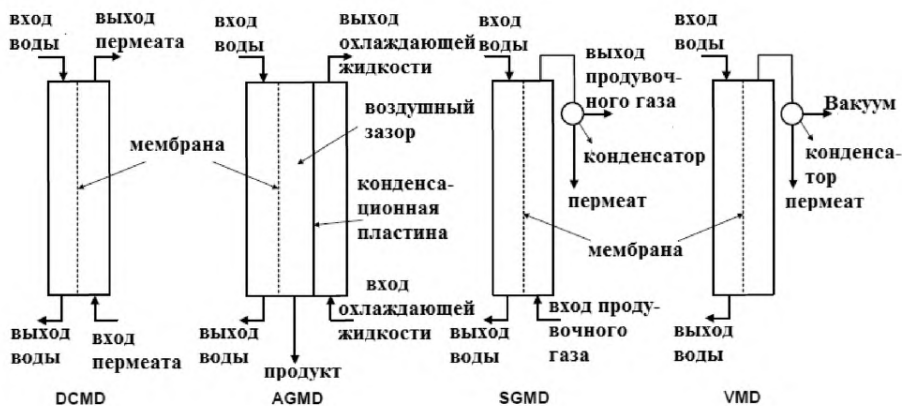 вход
воды
выход
пермеата
мембрана
выход
воды
вход
пермеата
DCMD
вход
воды
выход
охлаждающей
жидкости
воздушный
зазор
конденса-
ционная
пластина
вход
охлаждающей
жидкости
выход
воды
продукт
AGMD
вход
воды
выход
продувоч-
ного газа
конденсатор
пермеат
мембрана
выход
воды
вход проду-
вочного
газа
SGMD
вход
воды
Вакуум
конденса-
тор
пермеат
выход
воды
VMD